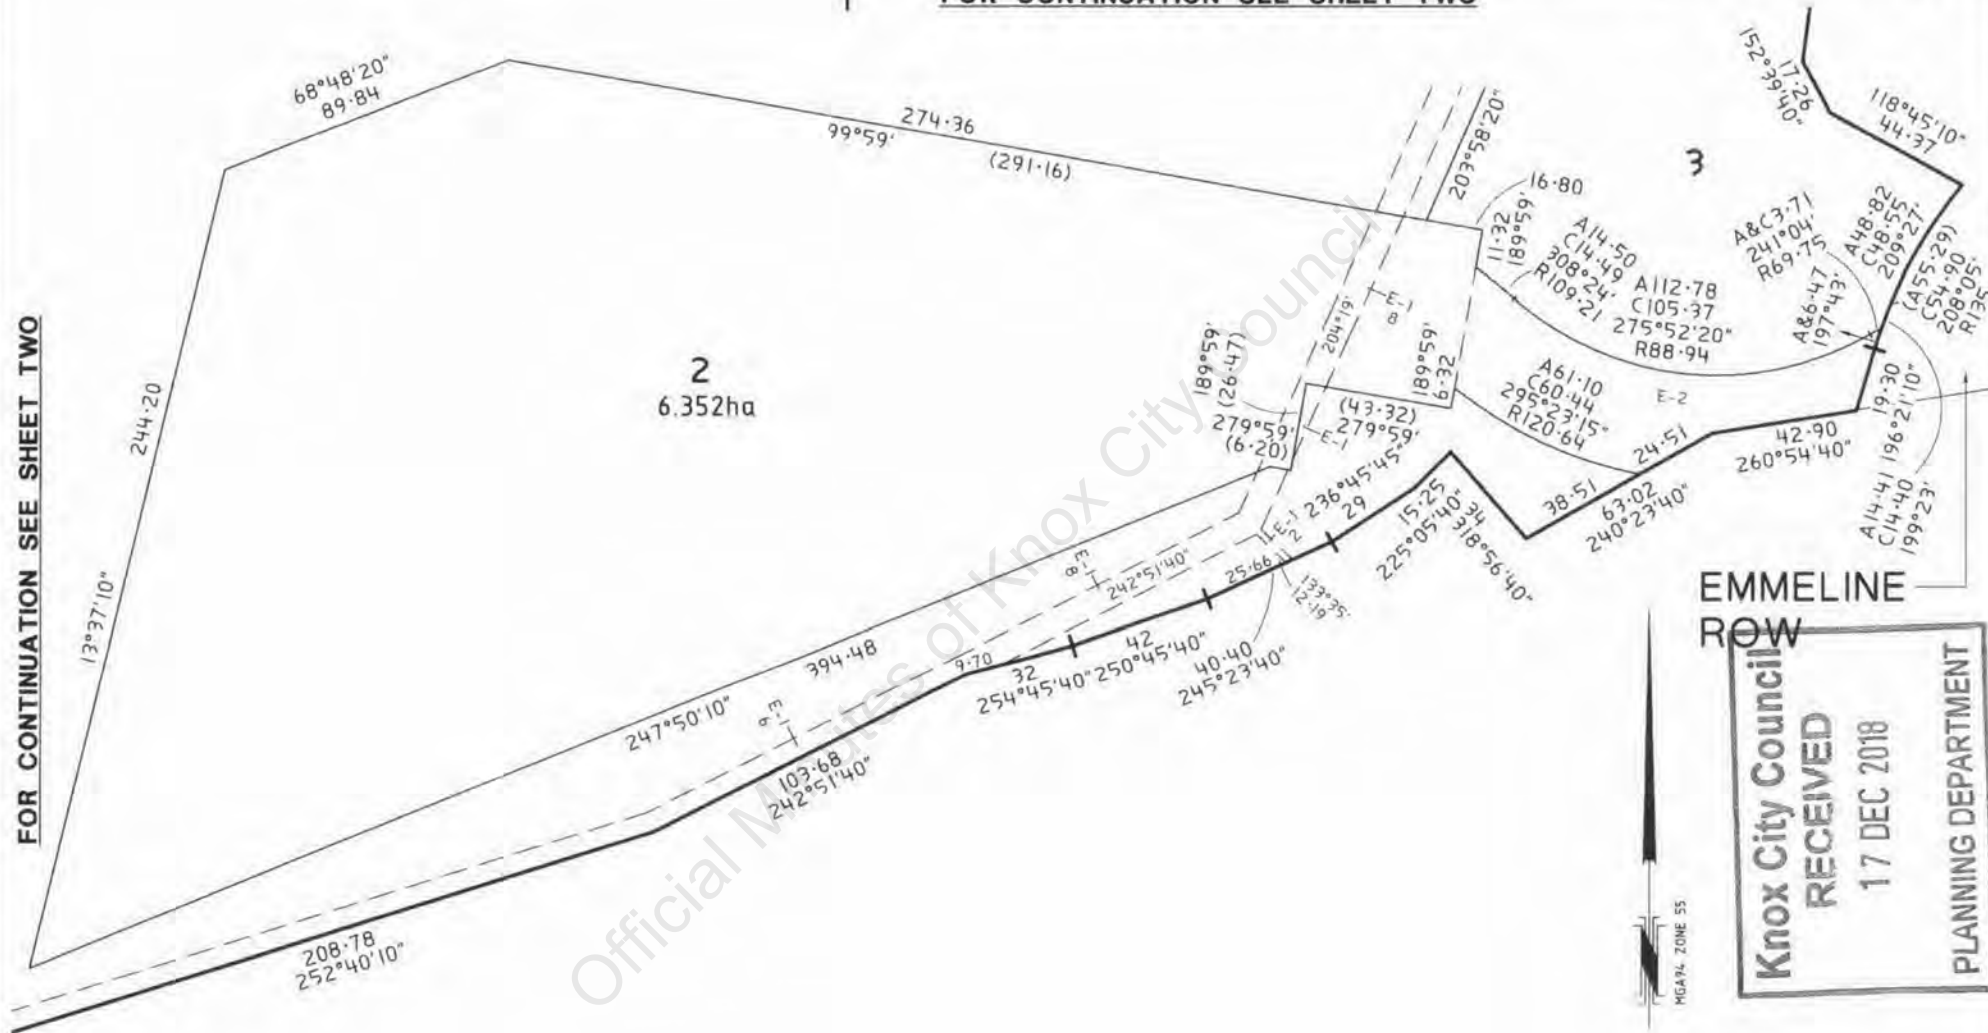 FOR CONTINUATION SEE SHEET TWO
FOR CONTINUATION SEE SHEET TWO
68°48'20"
89·84
274·36
99°59'
(291·16)
244·20
13°37'10"
2
6.352ha
203°58'20"
16·80
11·32
189°59'
3
17·26
152°39'40"
118°45'10"
44·37
A14·50
C14·49
308°24'
R109·21
A112·78
C105·37
275°52'20"
R88·94
A&C3·71
241°04'
R69·75
A48·82
C48·55
209°27'
(A55·29)
C54·90
208°05'
R135
A&6·47
197°43'
E-1
8
204°19'
189°59'
(26·47)
279°59'
(6·20)
E-1
189°59'
6·32
(43·32)
279°59'
A61·10
C60·44
295°23'15"
R120·64
E-2
19·30
196°21'10"
A14·41
C14·40
199°23'
42·90
260°54'40"
24·51
38·51
63·02
240°23'40"
34
318°56'40"
15·25
225°05'40"
236°45'45"
29
E-1
2
133°35'
12·19
25·66
40·40
245°23'40"
E-1
8
242°51'40"
42
250°45'40"
9·70
32
254°45'40"
394·48
247°50'10"
E-1
6
103·68
242°51'40"
208·78
252°40'10"
EMMELINE
ROW
MGA94 ZONE 55
Knox City Council
RECEIVED
17 DEC 2018
PLANNING DEPARTMENT
Official Minutes of Knox City Council